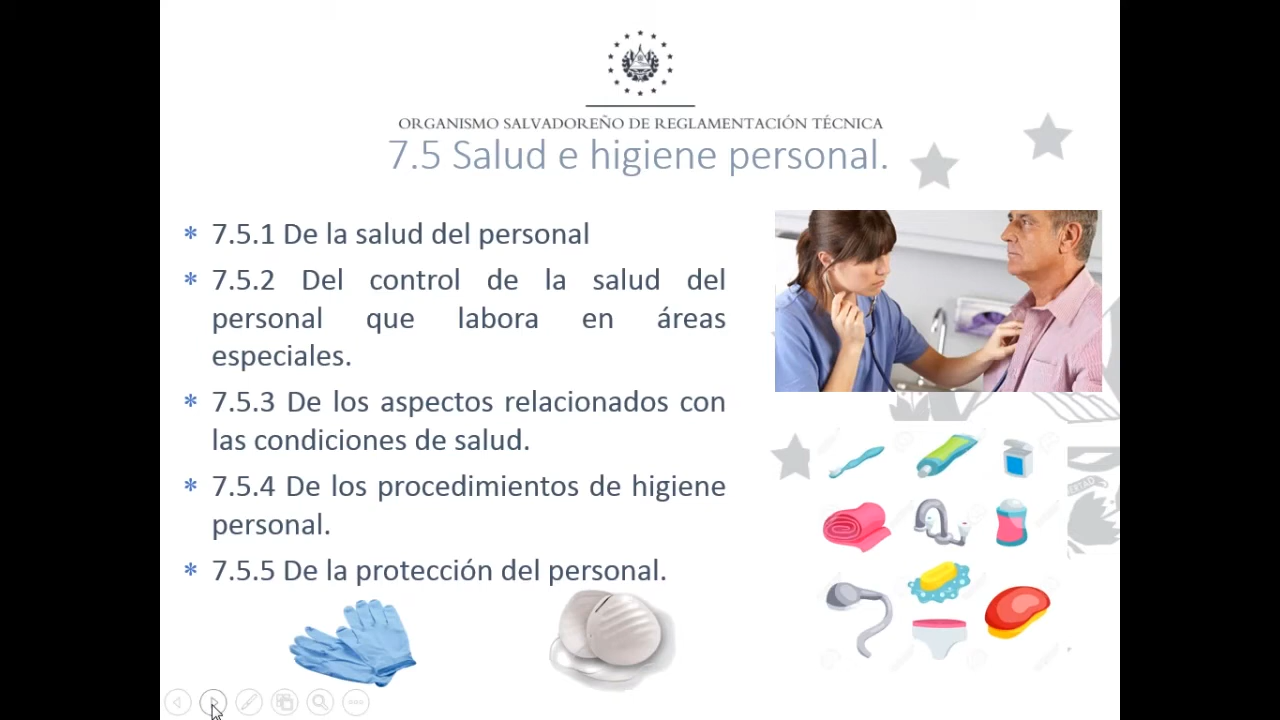 ORGANISMO SALVADOREÑO DE REGLAMENTACIÓN TÉCNICA
7.5 Salud e higiene personal.
* 7.5.1 De la salud del personal
* 7.5.2 Del control de la salud del
personal que labora en áreas
especiales.
* 7.5.3 De los aspectos relacionados con
las condiciones de salud.
* 7.5.4 De los procedimientos de higiene
personal.
* 7.5.5 De la protección del personal.